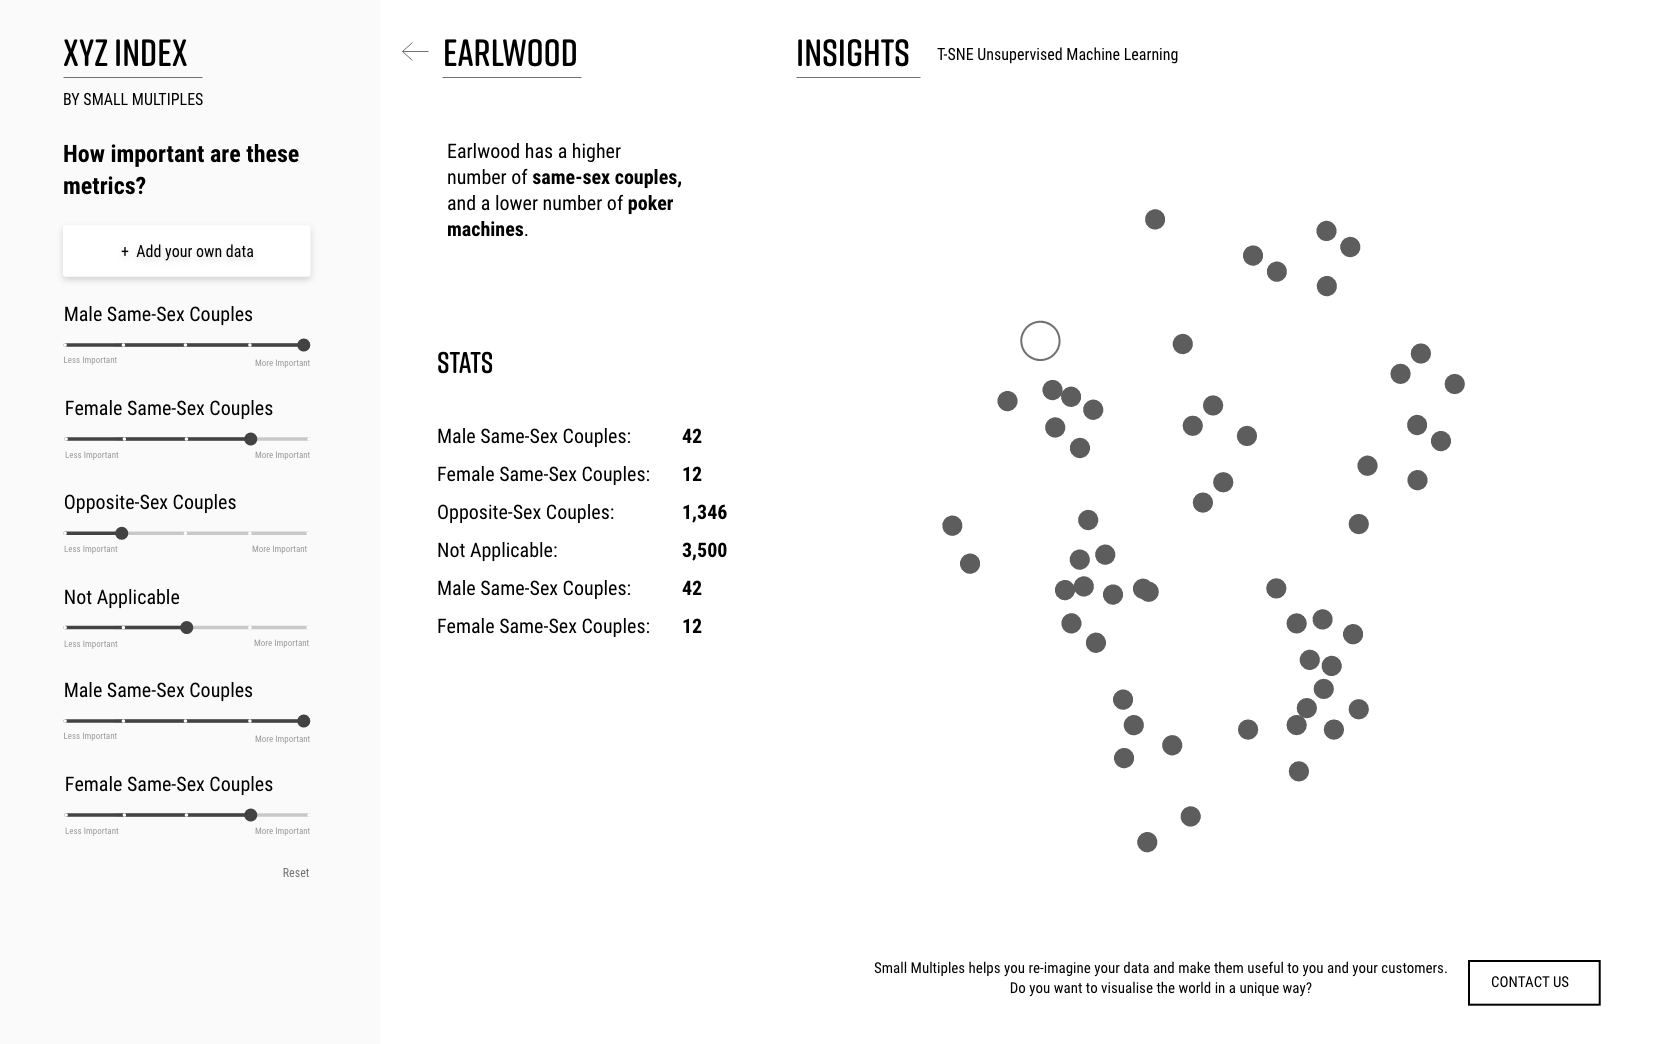 XYZ INDEX
BY SMALL MULTIPLES
How important are these
metrics?
+ Add your own data
Male Same-Sex Couples
Less Important
More Important
Female Same-Sex Couples
Less Important
More Important
Opposite-Sex Couples
Less Important
More Important
Not Applicable
Less Important
More Important
Male Same-Sex Couples
Less Important
More Important
Female Same-Sex Couples
Less Important
More Important
Reset
EARLWOOD
Earlwood has a higher
number of same-sex couples,
and a lower number of poker
machines.
STATS
Male Same-Sex Couples: 42
Female Same-Sex Couples: 12
Opposite-Sex Couples: 1,346
Not Applicable: 3,500
Male Same-Sex Couples: 42
Female Same-Sex Couples: 12
INSIGHTS T-SNE Unsupervised Machine Learning
Small Multiples helps you re-imagine your data and make them useful to you and your customers.
Do you want to visualise the world in a unique way?
CONTACT US